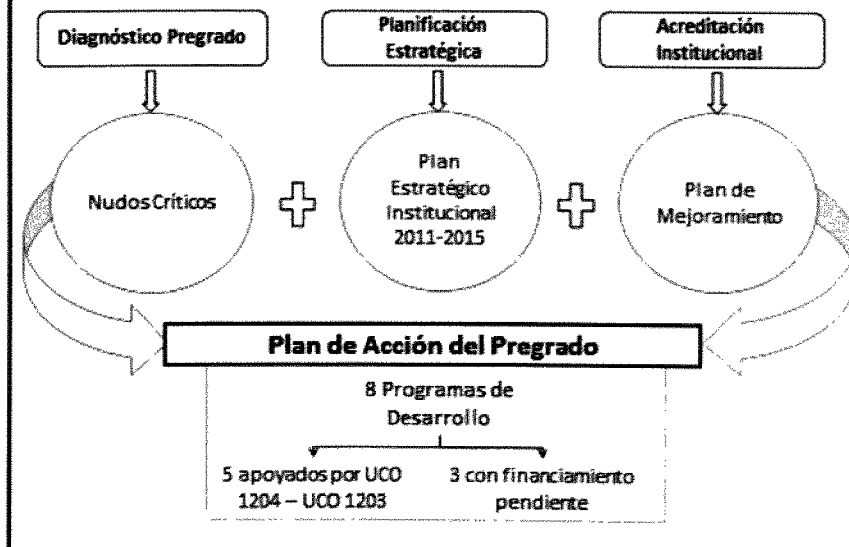 Diagnóstico Pregrado
Planificación
Estratégica
Acreditación
Institucional
Nudos Críticos
Plan
Estratégico
Institucional
2011-2015
Plan de
Mejoramiento
Plan de Acción del Pregrado
8 Programas de
Desarrollo
5 apoyados por UCO
1204 – UCO 1203
3 con financiamiento
pendiente